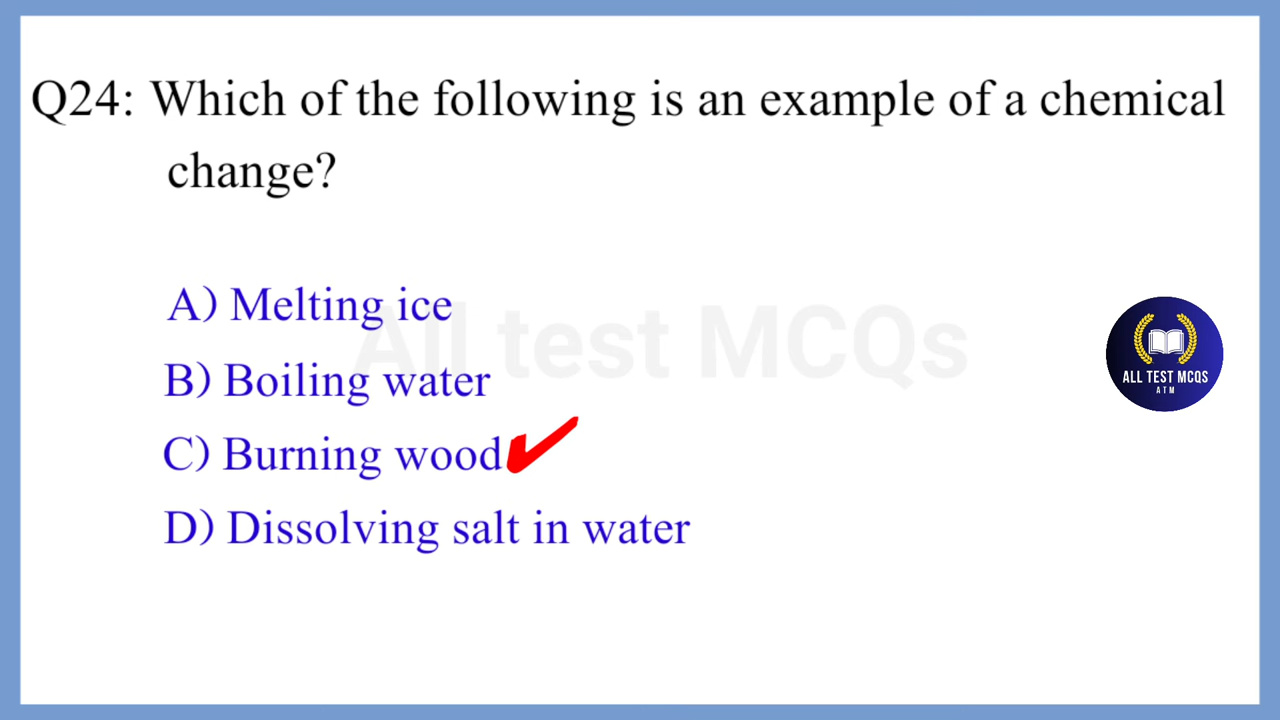 Q24: Which of the following is an example of a chemical
change?
A) Melting ice
All test MCQs
B) Boiling water
C) Burning wood
D) Dissolving salt in water
ALL TEST MCQS
ATM